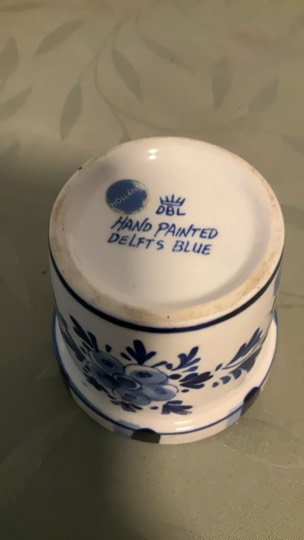 HOLLAND
DBL
HAND PAINTED
DELFTS BLUE